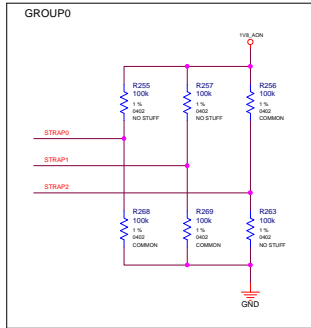 GROUP0
1V8_AON
R255
100k
1 %
0402
NO STUFF
R257
100k
1 %
0402
NO STUFF
R256
100k
1 %
0402
COMMON
STRAP0
STRAP1
STRAP2
R268
100k
1 %
0402
COMMON
R269
100k
1 %
0402
COMMON
R263
100k
1 %
0402
NO STUFF
GND